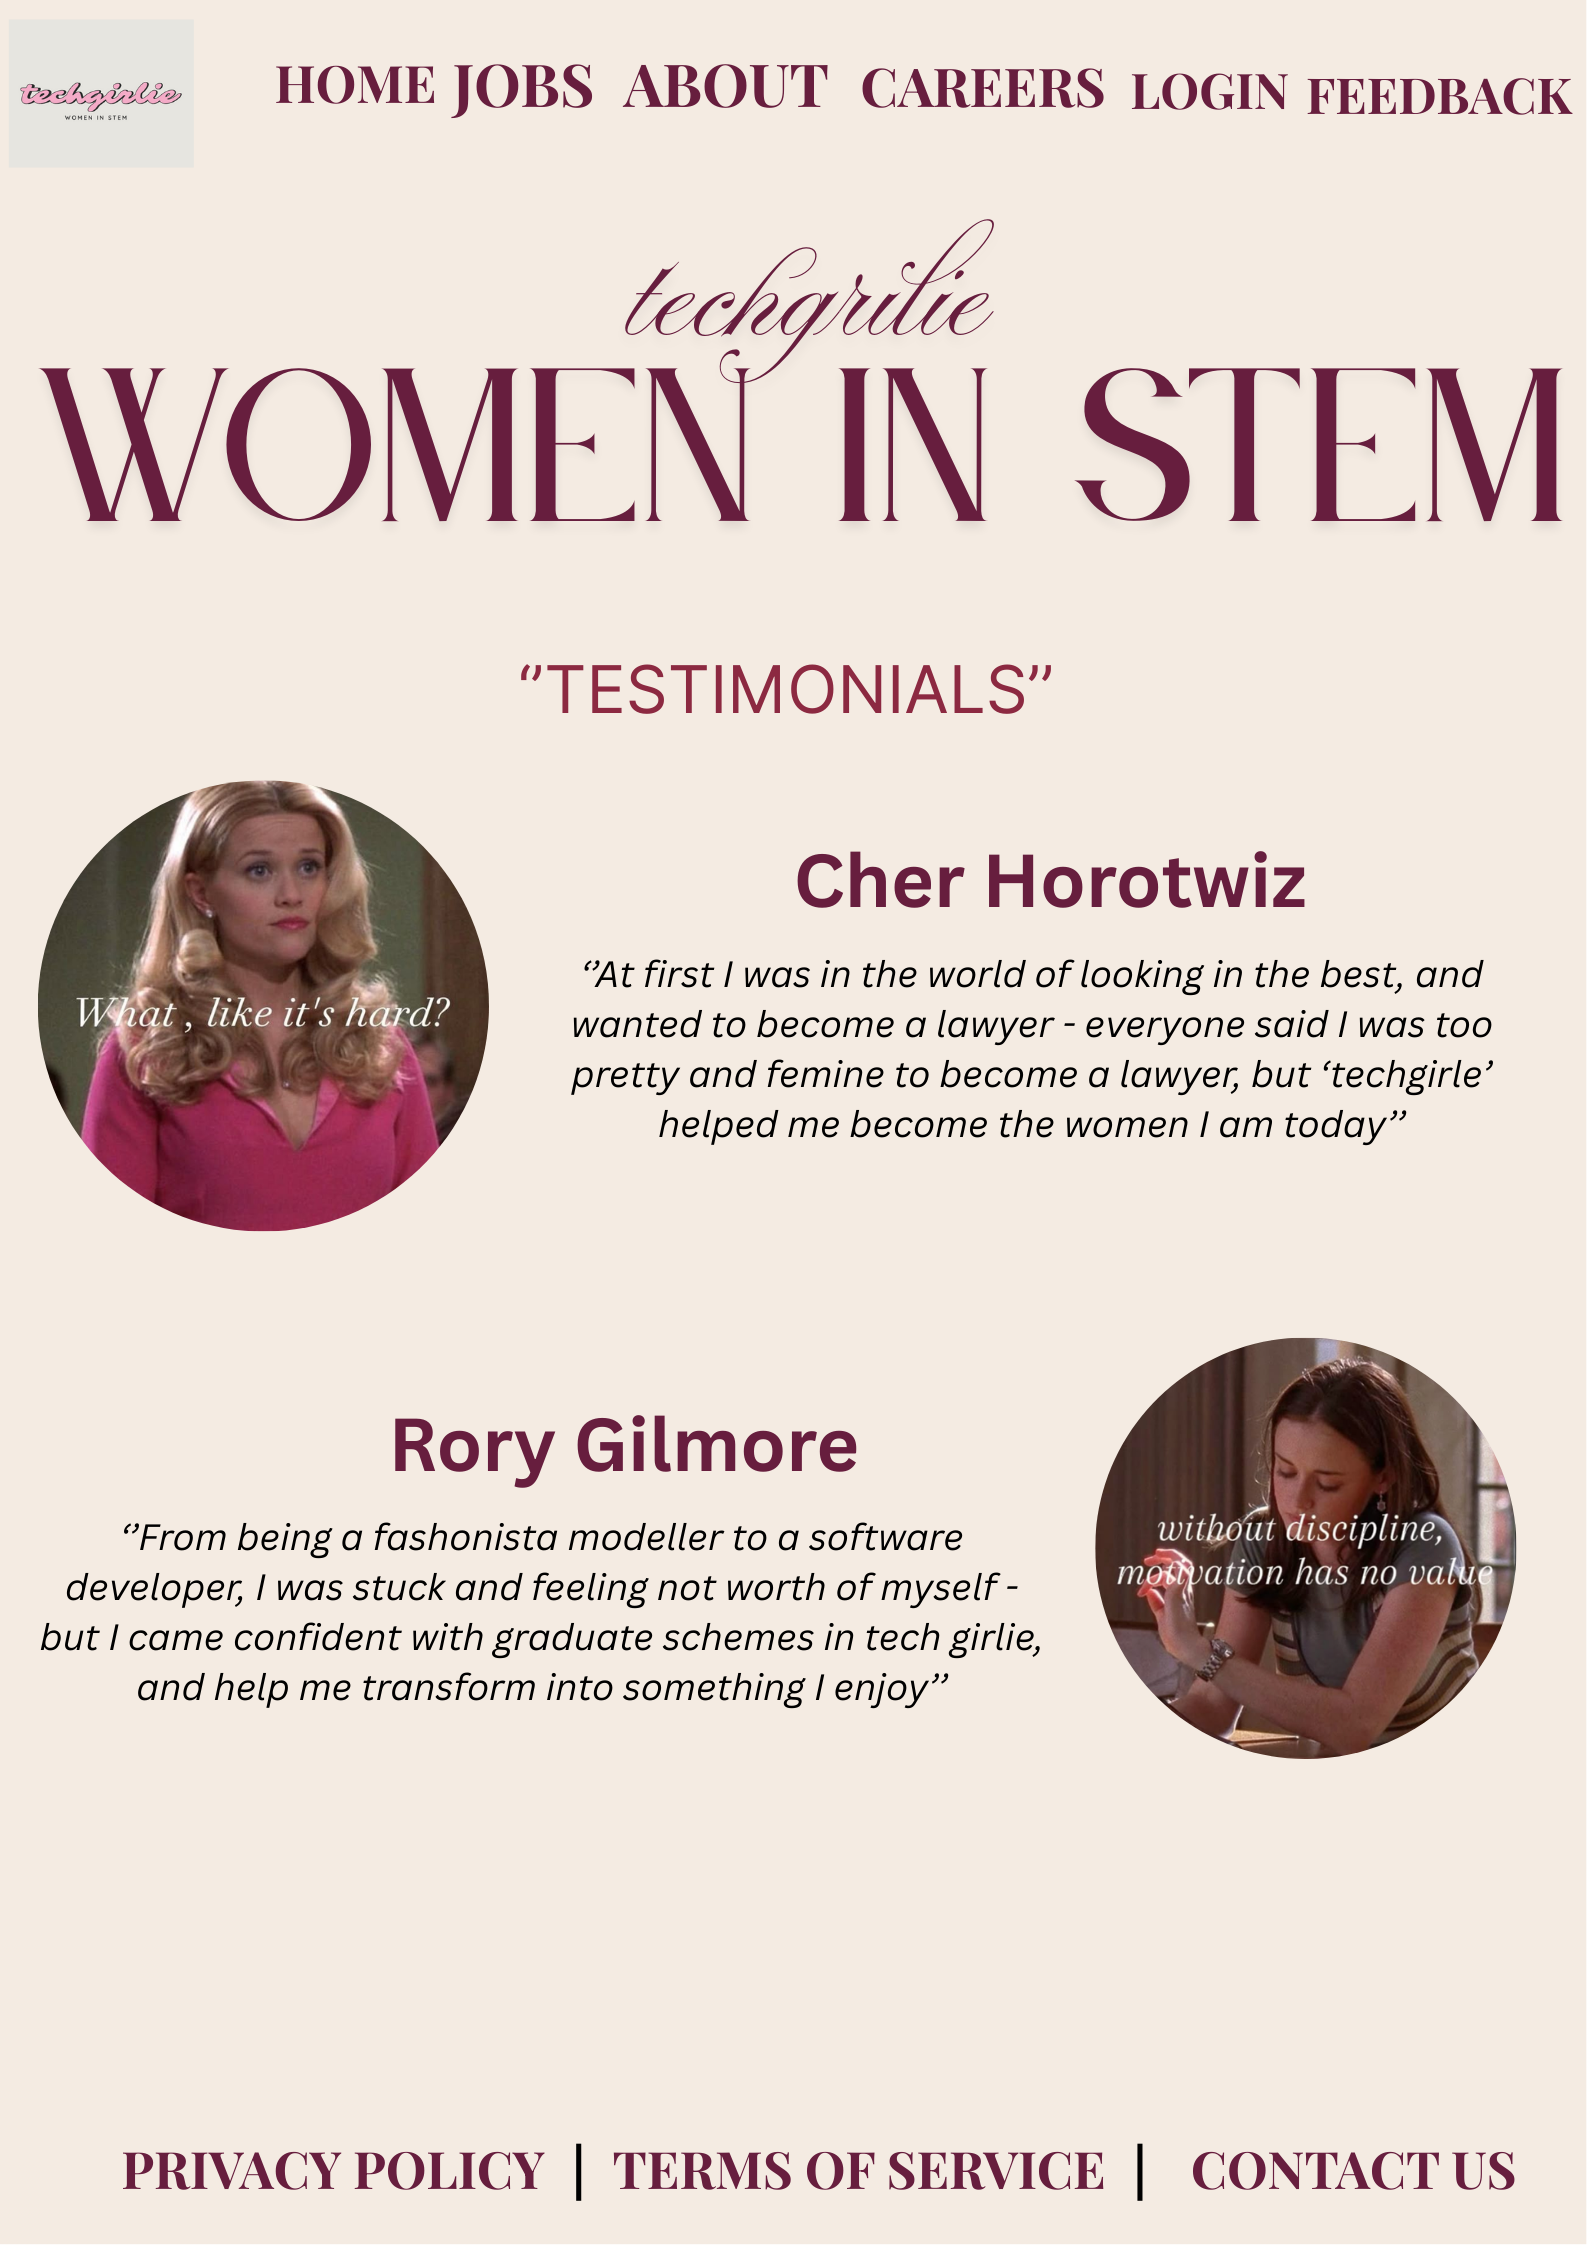 techgirlie
WOMEN IN STEM
HOME JOBS ABOUT CAREERS LOGIN FEEDBACK
techgrilie
WOMEN IN STEM
‘’TESTIMONIALS’’
What , like it's hard?
Cher Horotwiz
‘’At first I was in the world of looking in the best, and
wanted to become a lawyer - everyone said I was too
pretty and femine to become a lawyer, but ‘techgirle’
helped me become the women I am today’’
Rory Gilmore
‘’From being a fashonista modeller to a software
developer, I was stuck and feeling not worth of myself -
but I came confident with graduate schemes in tech girlie,
and help me transform into something I enjoy’’
without discipline,
motivation has no value
PRIVACY POLICY | TERMS OF SERVICE | CONTACT US